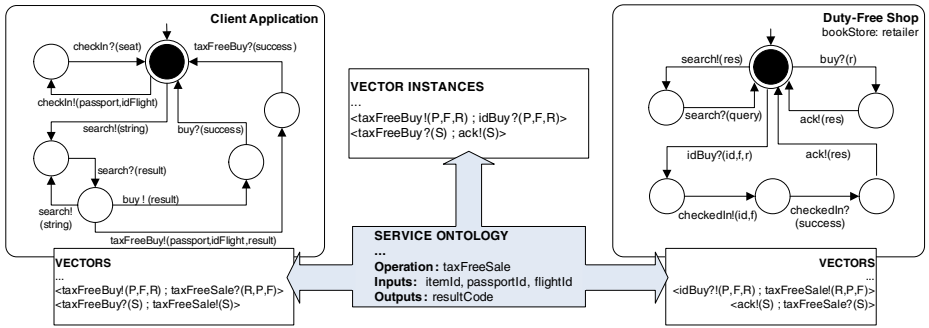 Client Application
checkIn?(seat)
taxFreeBuy?(success)
checkIn!(passport,idFlight)
search!(string)
buy?(success)
search?(result)
search!
(string)
buy ! (result)
taxFreeBuy!(passport,idFlight,result)
VECTORS
...
<taxFreeBuy!(P,F,R) ; taxFreeSale?(R,P,F)>
<taxFreeBuy?(S) ; taxFreeSale!(S)>
VECTOR INSTANCES
...
<taxFreeBuy!(P,F,R) ; idBuy?(P,F,R)>
<taxFreeBuy?(S) ; ack!(S)>
SERVICE ONTOLOGY
...
Operation: taxFreeSale
Inputs: itemId, passportId, flightId
Outputs: resultCode
Duty-Free Shop
bookStore: retailer
search!(res)
buy?(r)
search?(query)
ack!(res)
idBuy?(id,f,r)
ack!(res)
checkedIn!(id,f)
checkedIn?
(success)
VECTORS
...
<idBuy?!(P,F,R) ; taxFreeSale!(R,P,F)>
<ack!(S) ; taxFreeSale?(S)>